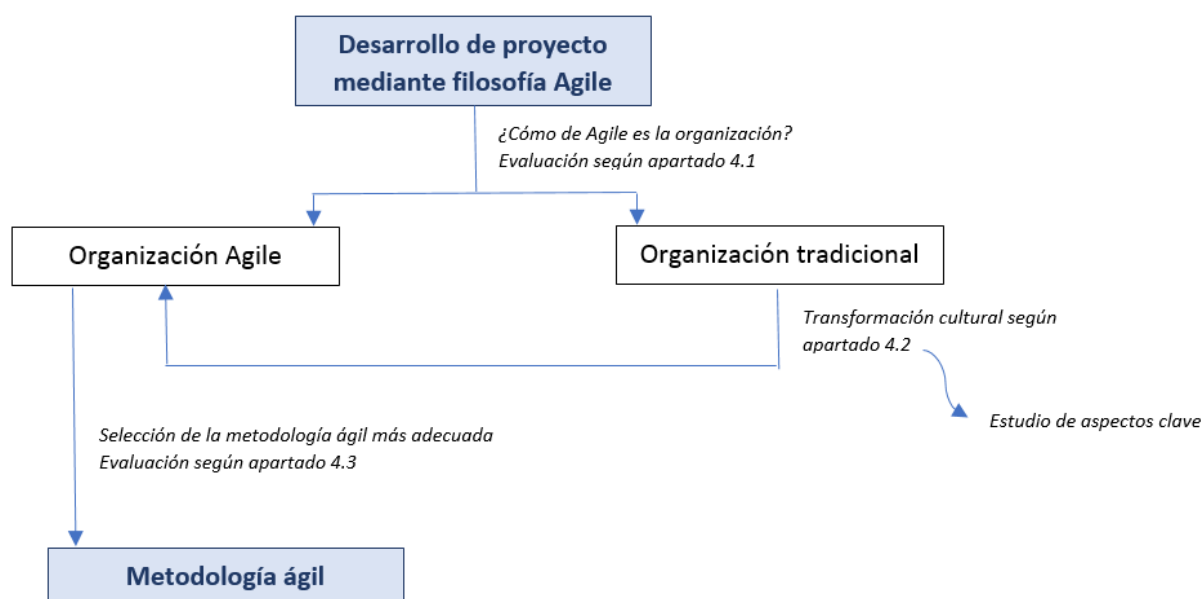 Desarrollo de proyecto
mediante filosofía Agile
¿Cómo de Agile es la organización?
Evaluación según apartado 4.1
Organización Agile
Organización tradicional
Transformación cultural según
apartado 4.2
Estudio de aspectos clave
Selección de la metodología ágil más adecuada
Evaluación según apartado 4.3
Metodología ágil